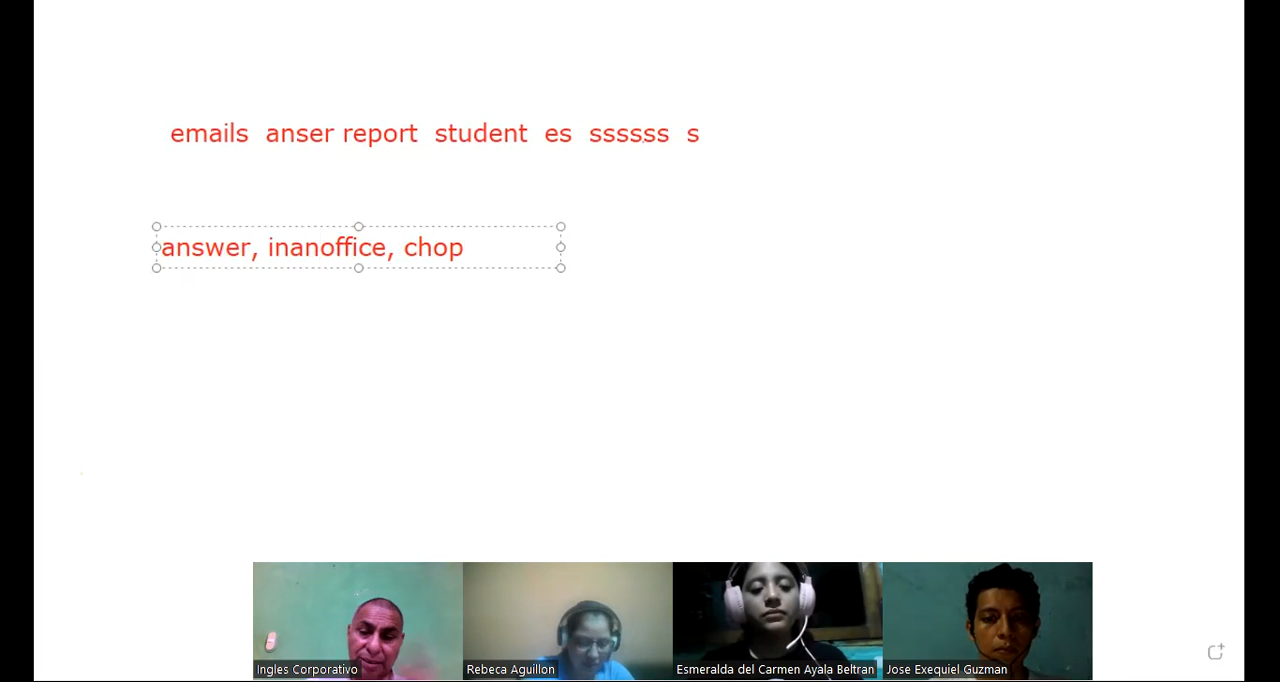 emails anser report student es ssssss s
answer, inanoffice, chop
Ingles Corporativo
Rebeca Aguillon
Esmeralda del Carmen Ayala Beltran
Jose Exequiel Guzman